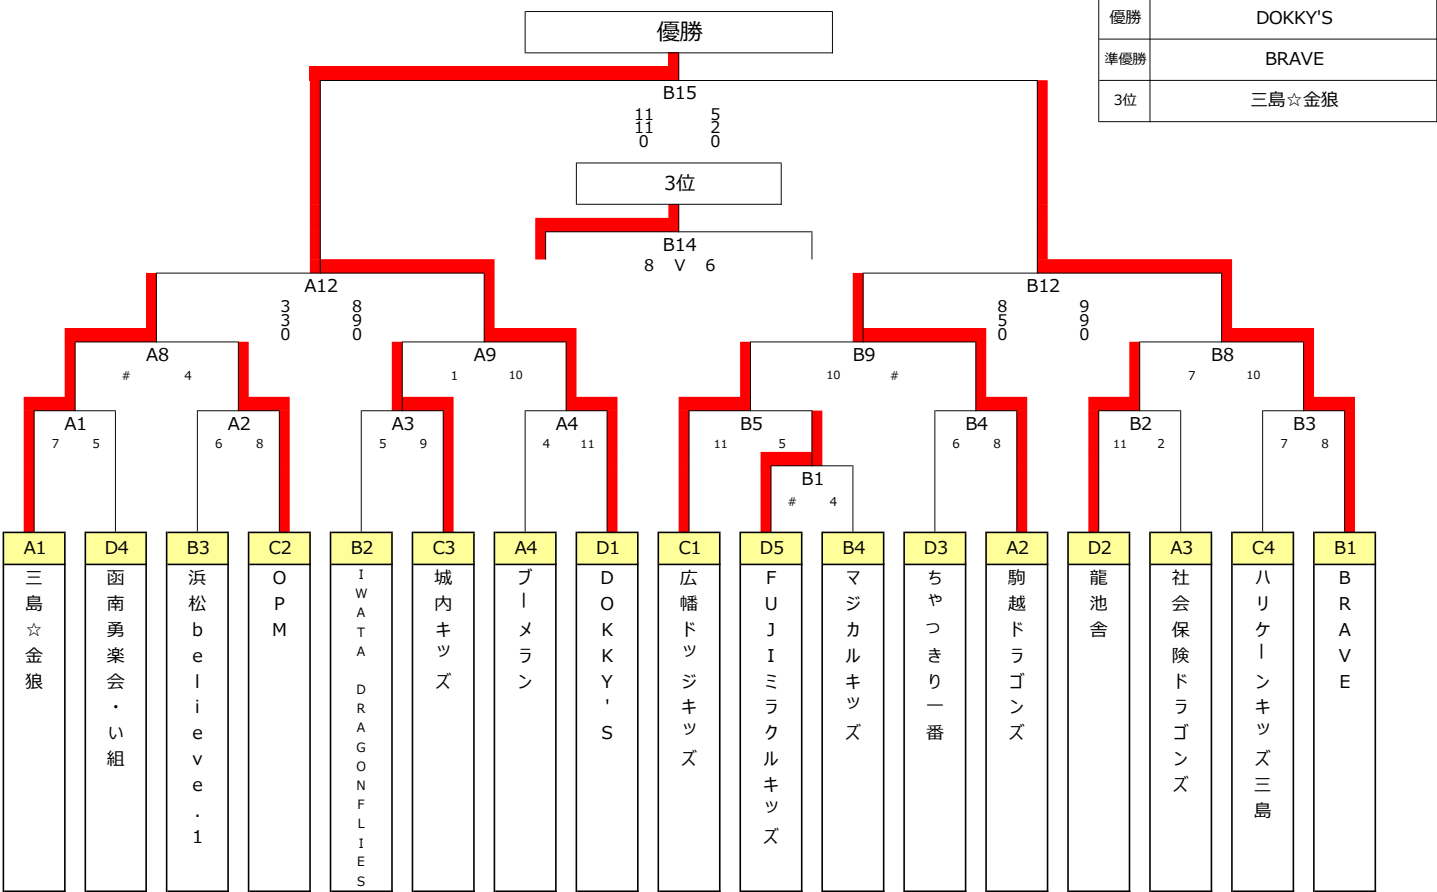 優勝
優勝 DOKKY'S
準優勝 BRAVE
3位 三島☆金狼
B15
11 5
11 2
0 0
3位
B14
8 V 6
A12 B12
3 8 8 9
3 9 5 9
0 0 0 0
A8 A9 B9 B8
# 4 1 10 10 # 7 10
A1 A2 A3 A4 B5 B4 B2 B3
7 5 6 8 5 9 4 11 11 5 6 8 11 2 7 8
B1
# 4
A1 D4 B3 C2 B2 C3 A4 D1 C1 D5 B4 D3 A2 D2 A3 C4 B1
三島☆金狼
函南勇楽会・い組
浜松believe.1
OPM
IWATA DRAGONFLIES
城内キッズ
ブーメラン
DOKKY'S
広幡ドッジキッズ
FUJIミラクルキッズ
マジカルキッズ
ちゃつきり一番
駒越ドラゴンズ
龍池舎
社会保険ドラゴンズ
ハリケーンキッズ三島
BRAVE